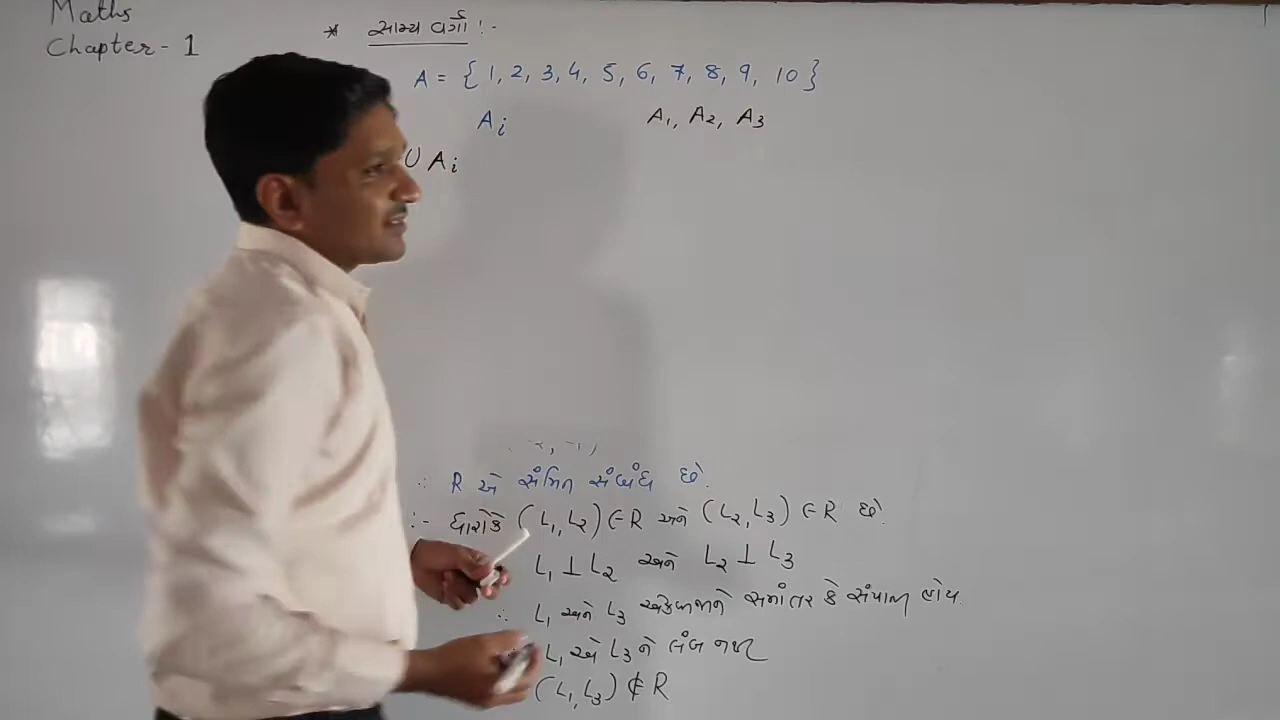 Maths
Chapter - 1
* સામ્ય વર્ગો :-
A = { 1, 2, 3, 4, 5, 6, 7, 8, 9, 10 }
Ai A1, A2, A3
∪ Ai
∴ R એ સંમિત સંબંધ છે.
:- ધારોકે (L1, L2) ∈ R અને (L2, L3) ∈ R છે.
L1 ⊥ L2 અને L2 ⊥ L3
∴ L1 અને L3 એકબીજાને સમાંતર કે સંપાતી હોય.
L1 એ L3 ને લંબ નથી
(L1, L3) ∉ R